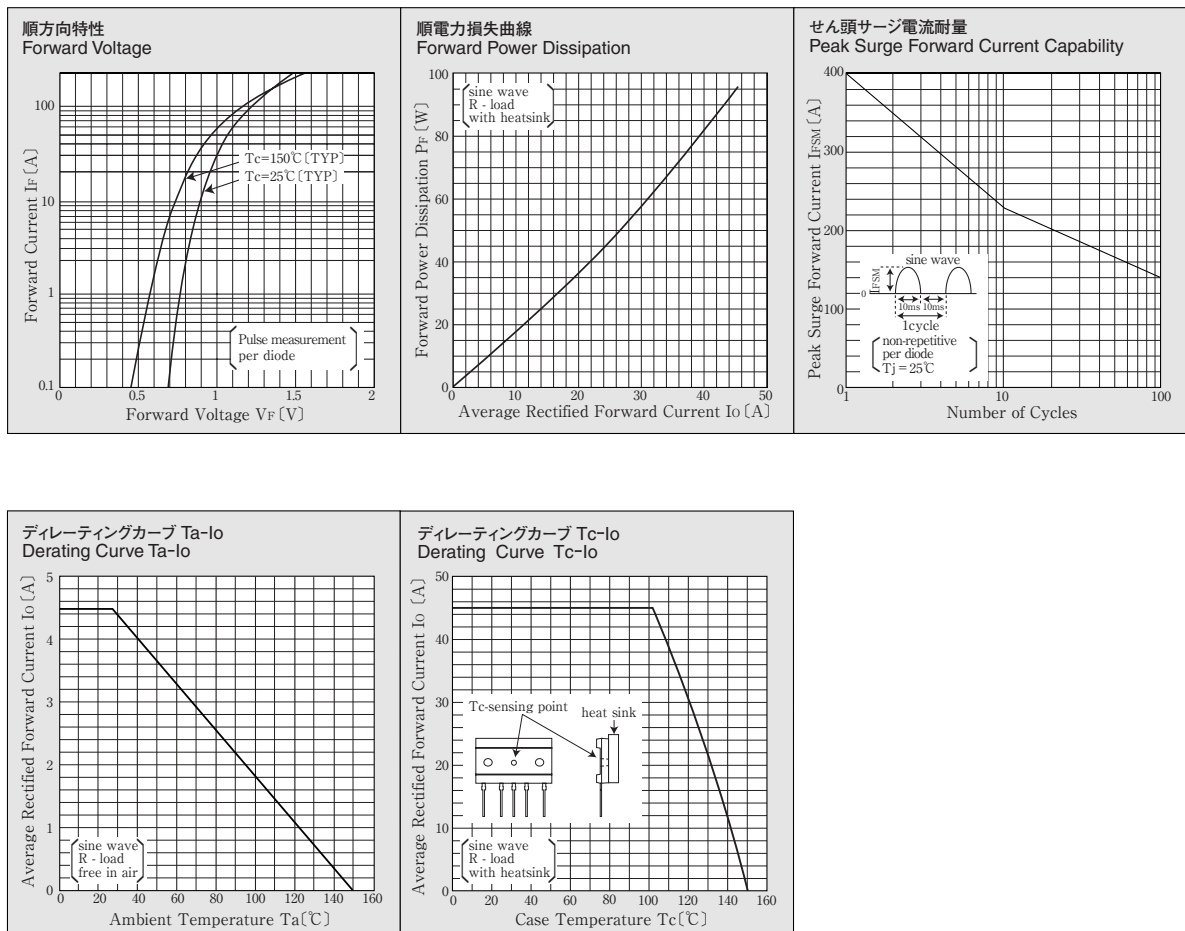 順方向特性
Forward Voltage
Forward Current IF〔A〕
100
10
1
0.1
Tc=150℃〔TYP〕
Tc=25℃〔TYP〕
Pulse measurement
per diode
0
0.5
1
1.5
2
Forward Voltage VF〔V〕
順電力損失曲線
Forward Power Dissipation
Forward Power Dissipation PF〔W〕
100
80
60
40
20
0
sine wave
R - load
with heatsink
0
10
20
30
40
50
Average Rectified Forward Current Io〔A〕
せん頭サージ電流耐量
Peak Surge Forward Current Capability
Peak Surge Forward Current IFSM〔A〕
400
300
200
100
0
sine wave
IFSM
0
10ms
10ms
1cycle
non-repetitive
per diode
Tj=25℃
1
10
100
Number of Cycles
ディレーティングカーブ Ta-Io
Derating Curve Ta-Io
Average Rectified Forward Current Io〔A〕
5
4
3
2
1
0
sine wave
R - load
free in air
0
20
40
60
80
100
120
140
160
Ambient Temperature Ta〔℃〕
ディレーティングカーブ Tc-Io
Derating Curve Tc-Io
Average Rectified Forward Current Io〔A〕
50
40
30
20
10
0
Tc-sensing point
heat sink
sine wave
R - load
with heatsink
0
20
40
60
80
100
120
140
160
Case Temperature Tc〔℃〕